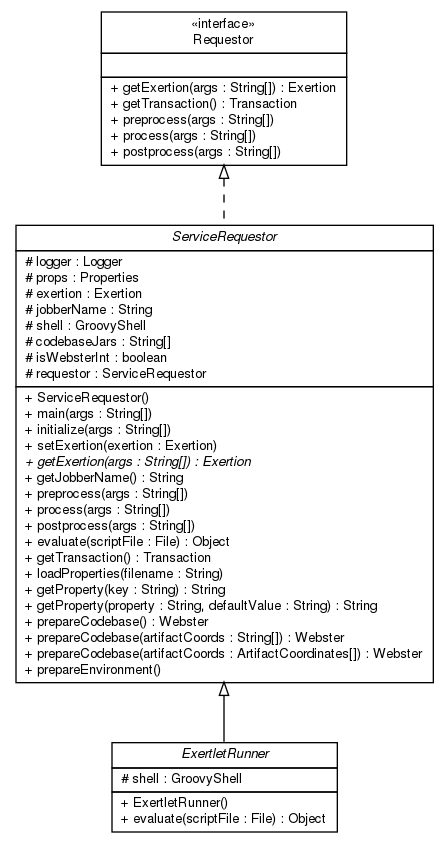 «interface»
Requestor
+ getExertion(args : String[]) : Exertion
+ getTransaction() : Transaction
+ preprocess(args : String[])
+ process(args : String[])
+ postprocess(args : String[])
ServiceRequestor
# logger : Logger
# props : Properties
# exertion : Exertion
# jobberName : String
# shell : GroovyShell
# codebaseJars : String[]
# isWebsterInt : boolean
# requestor : ServiceRequestor
+ ServiceRequestor()
+ main(args : String[])
+ initialize(args : String[])
+ setExertion(exertion : Exertion)
+ getExertion(args : String[]) : Exertion
+ getJobberName() : String
+ preprocess(args : String[])
+ process(args : String[])
+ postprocess(args : String[])
+ evaluate(scriptFile : File) : Object
+ getTransaction() : Transaction
+ loadProperties(filename : String)
+ getProperty(key : String) : String
+ getProperty(property : String, defaultValue : String) : String
+ prepareCodebase() : Webster
+ prepareCodebase(artifactCoords : String[]) : Webster
+ prepareCodebase(artifactCoords : ArtifactCoordinates[]) : Webster
+ prepareEnvironment()
ExertletRunner
# shell : GroovyShell
+ ExertletRunner()
+ evaluate(scriptFile : File) : Object